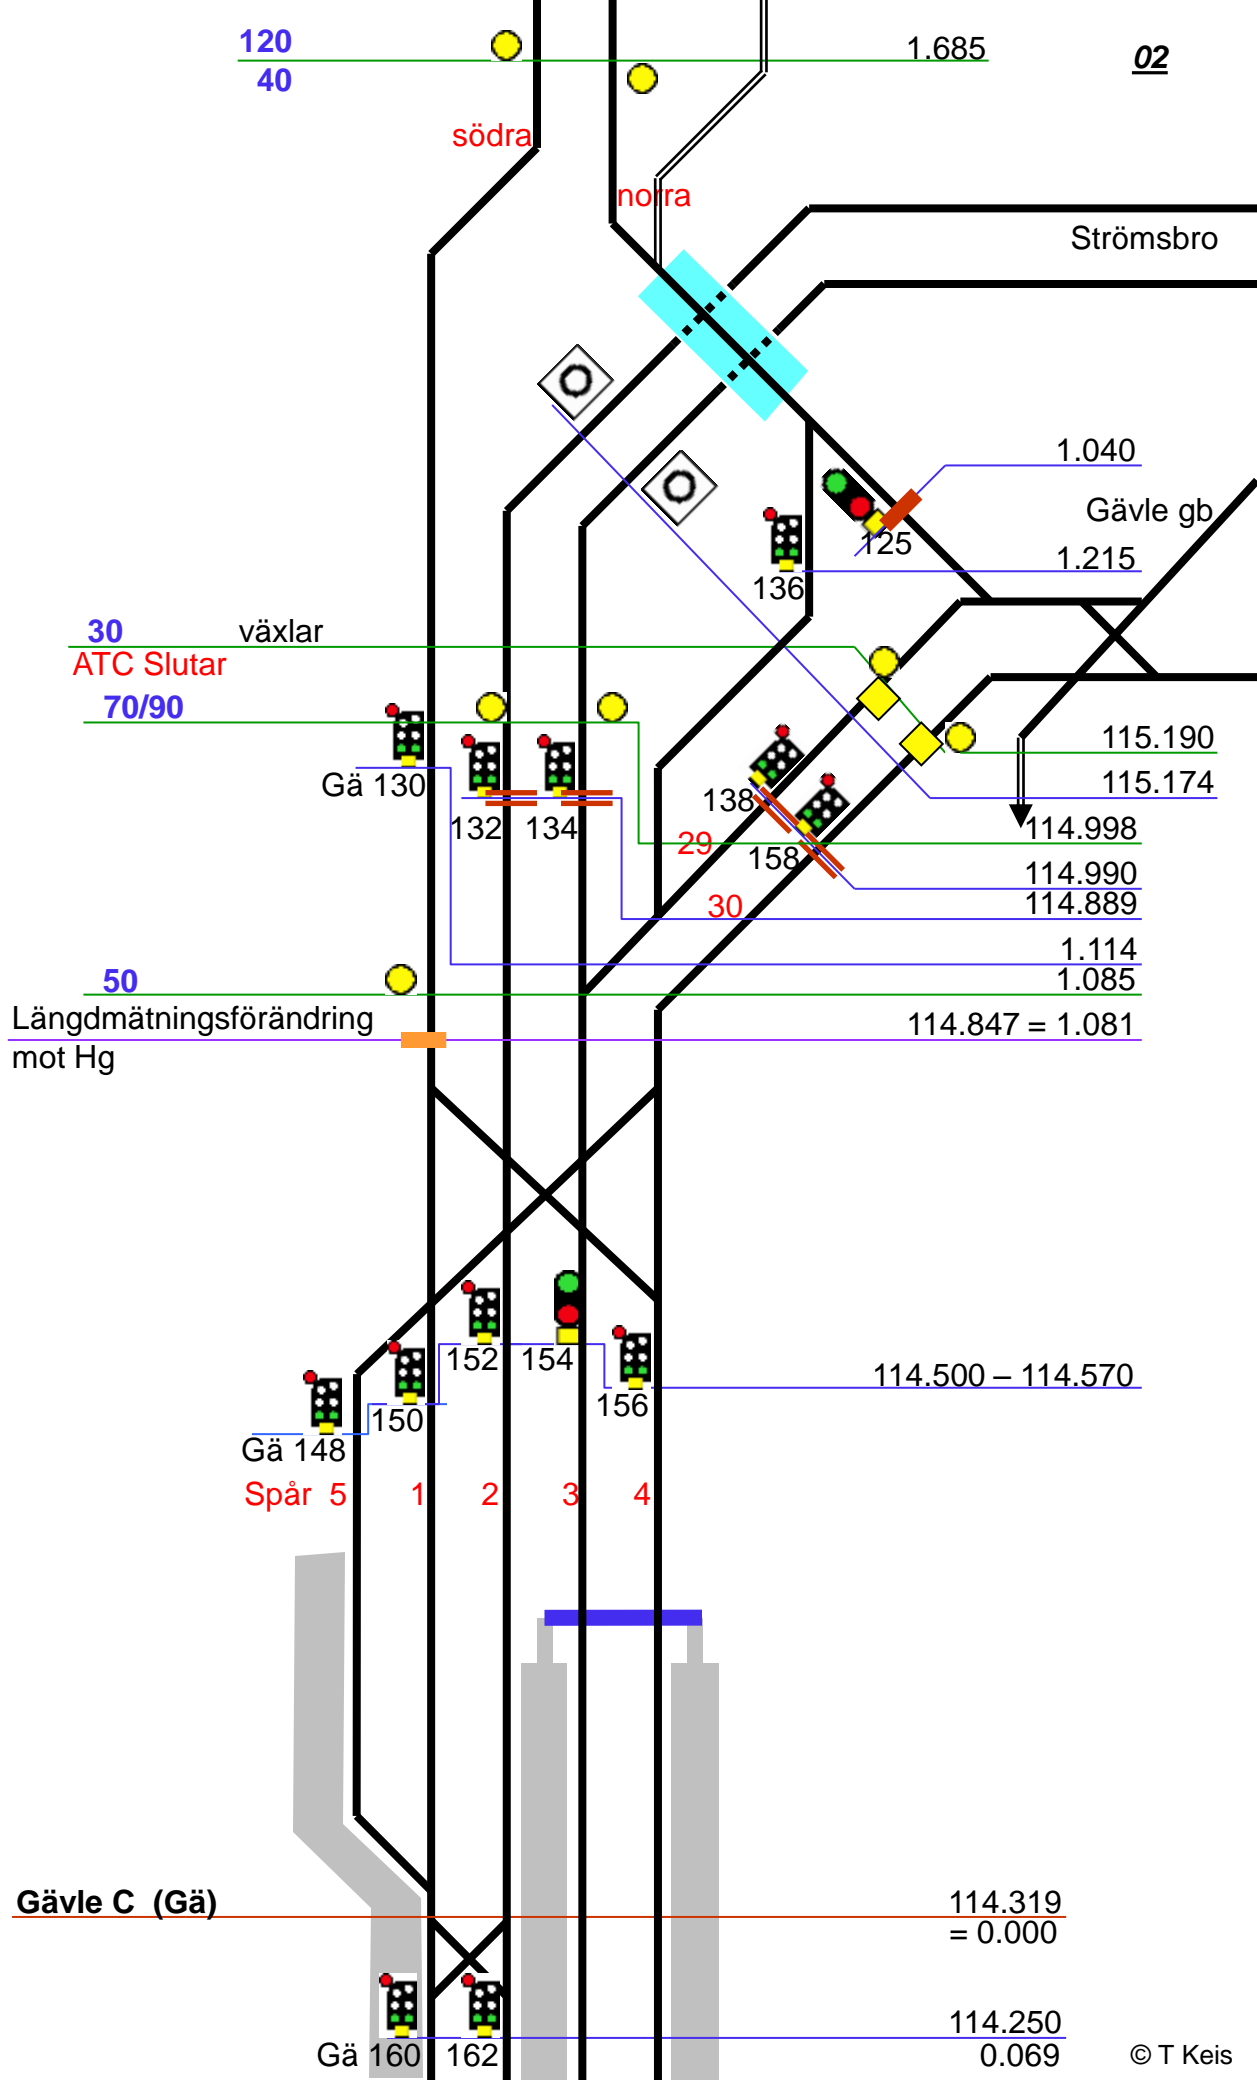 120
1.685
02
40
södra
norra
Strömsbro
1.040
Gävle gb
125
1.215
136
30 växlar
ATC Slutar
70/90
115.190
Gä 130
115.174
138
132
134
114.998
29
158
114.990
114.889
30
1.114
50
1.085
Längdmätningsförändring
114.847 = 1.081
mot Hg
152
154
114.500 – 114.570
150
156
Gä 148
Spår 5 1 2 3 4
Gävle C (Gä)
114.319
= 0.000
114.250
Gä 160
162
0.069
© T Keis